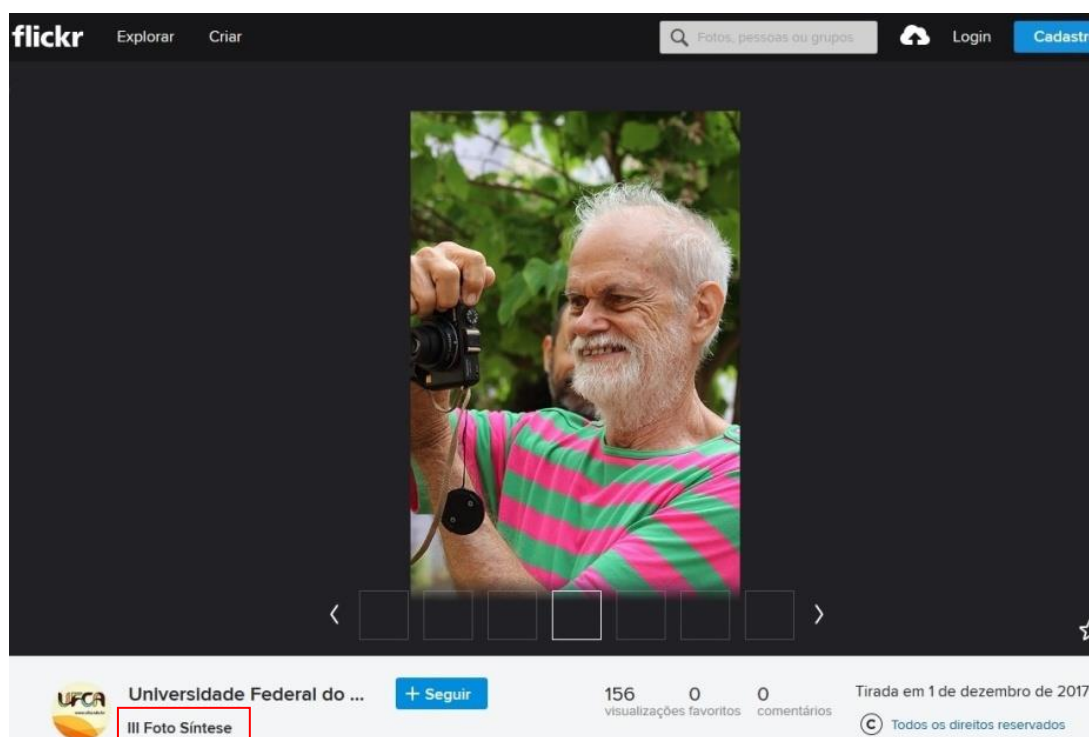 flickr Explorar Criar Fotos, pessoas ou grupos Login Cadastr
UFCA Universidade Federal do ... + Seguir 156 0 0 Tirada em 1 de dezembro de 2017
visualizações favoritos comentários
III Foto Síntese © Todos os direitos reservados